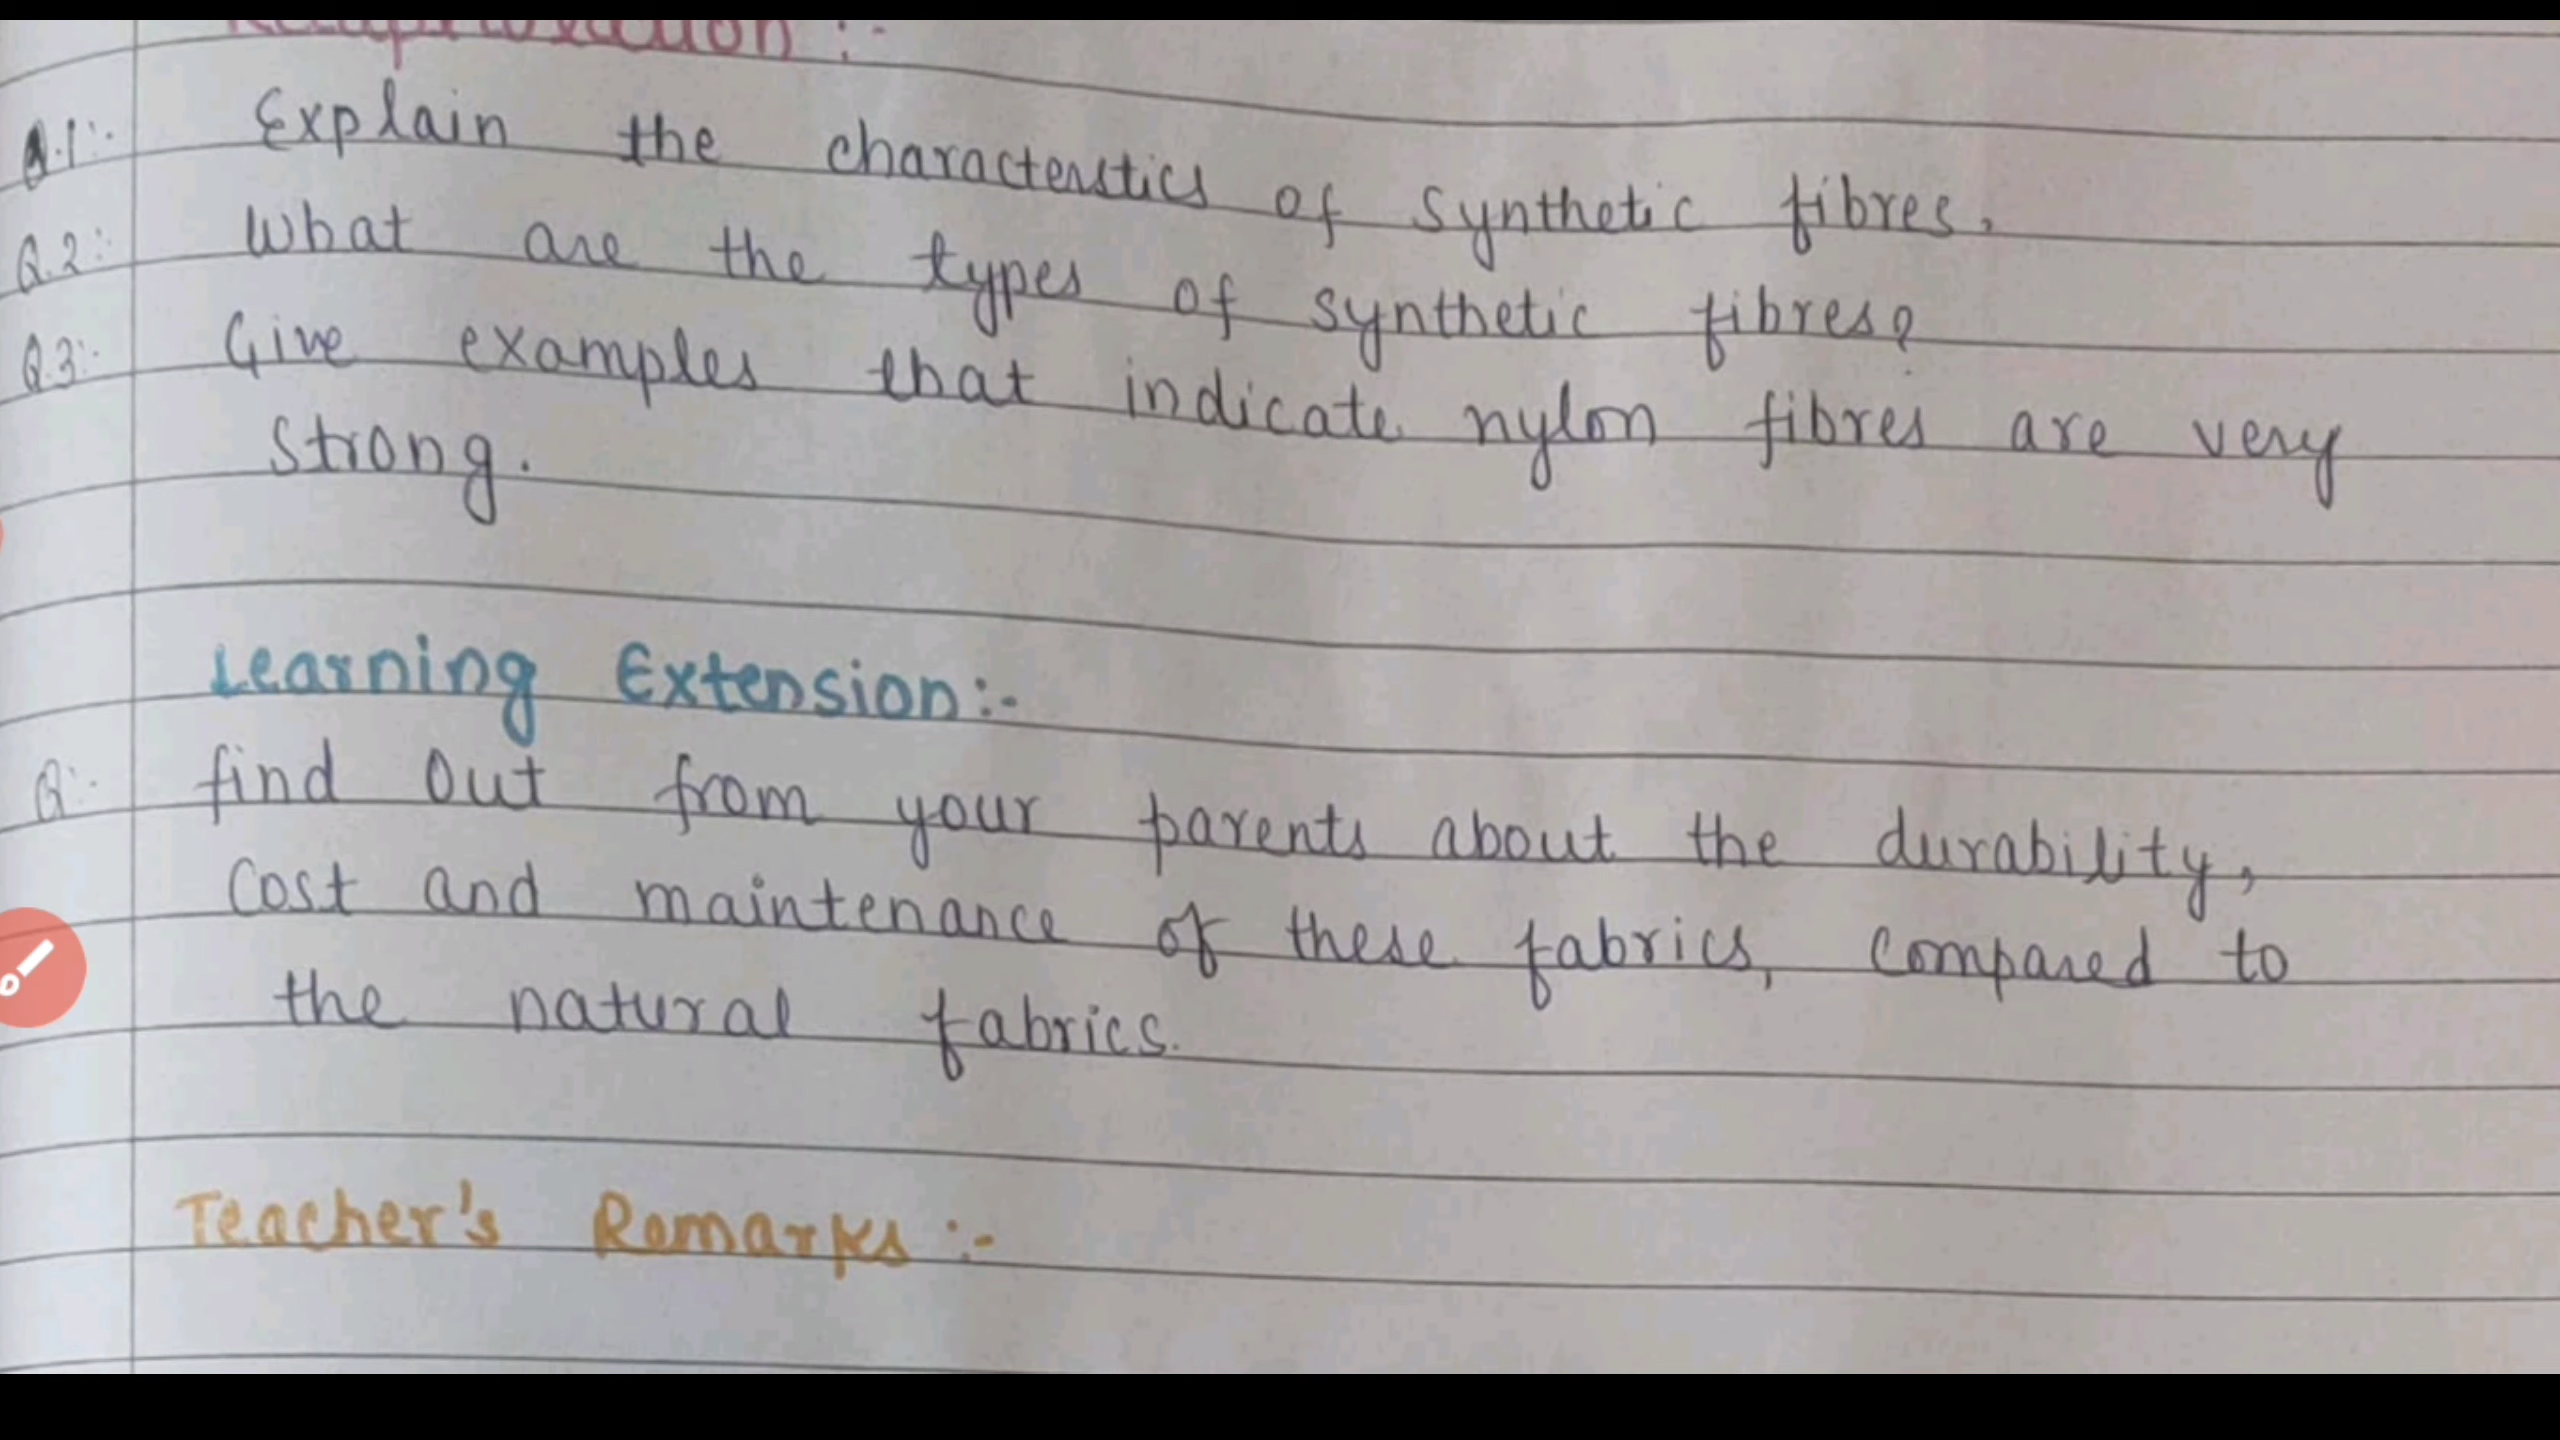 Q.1:- Explain the characterstics of synthetic fibres.
Q.2:- What are the types of synthetic fibres?
Q.3:- Give examples that indicate nylon fibres are very
strong.
Learning Extension:-
Q:- find out from your parents about the durability,
Cost and maintenance of these fabrics, compared to
the natural fabrics.
Teacher's Remarks :-